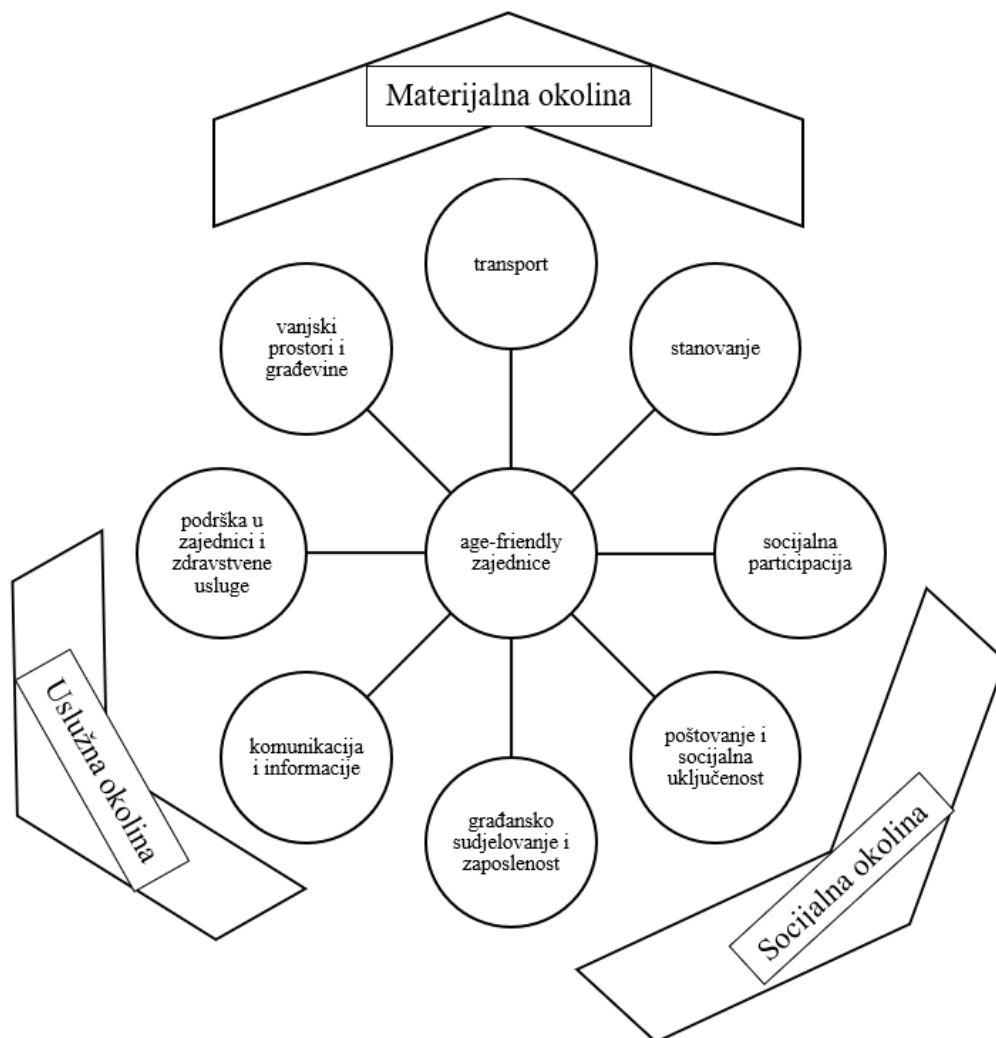 Materijalna okolina
transport
vanjski
prostori i
građevine
stanovanje
podrška u
zajednici i
zdravstvene
usluge
age-friendly
zajednice
socijalna
participacija
Uslužna okolina
komunikacija
i informacije
poštovanje i
socijalna
uključenost
građansko
sudjelovanje i
zaposlenost
Socijalna okolina